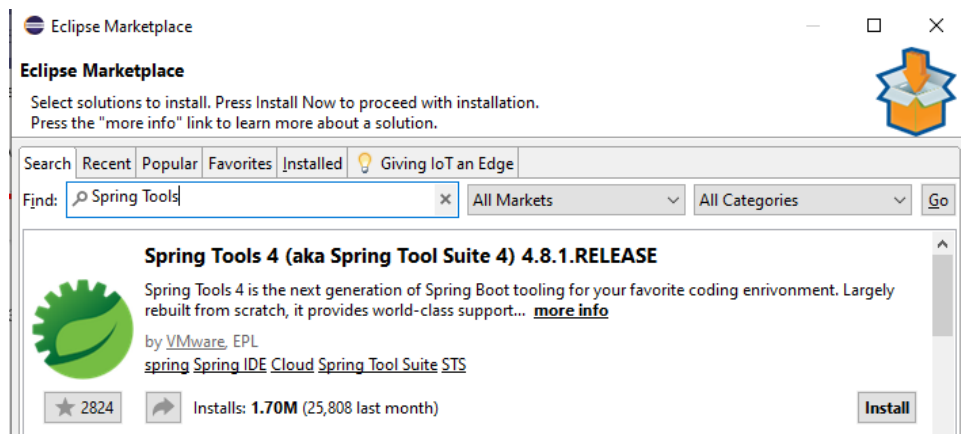 Eclipse Marketplace
Eclipse Marketplace
Select solutions to install. Press Install Now to proceed with installation.
Press the "more info" link to learn more about a solution.
Search Recent Popular Favorites Installed Giving IoT an Edge
Find: Spring Tools All Markets All Categories Go
Spring Tools 4 (aka Spring Tool Suite 4) 4.8.1.RELEASE
Spring Tools 4 is the next generation of Spring Boot tooling for your favorite coding enrivonment. Largely
rebuilt from scratch, it provides world-class support... more info
by VMware, EPL
spring Spring IDE Cloud Spring Tool Suite STS
2824 Installs: 1.70M (25,808 last month) Install